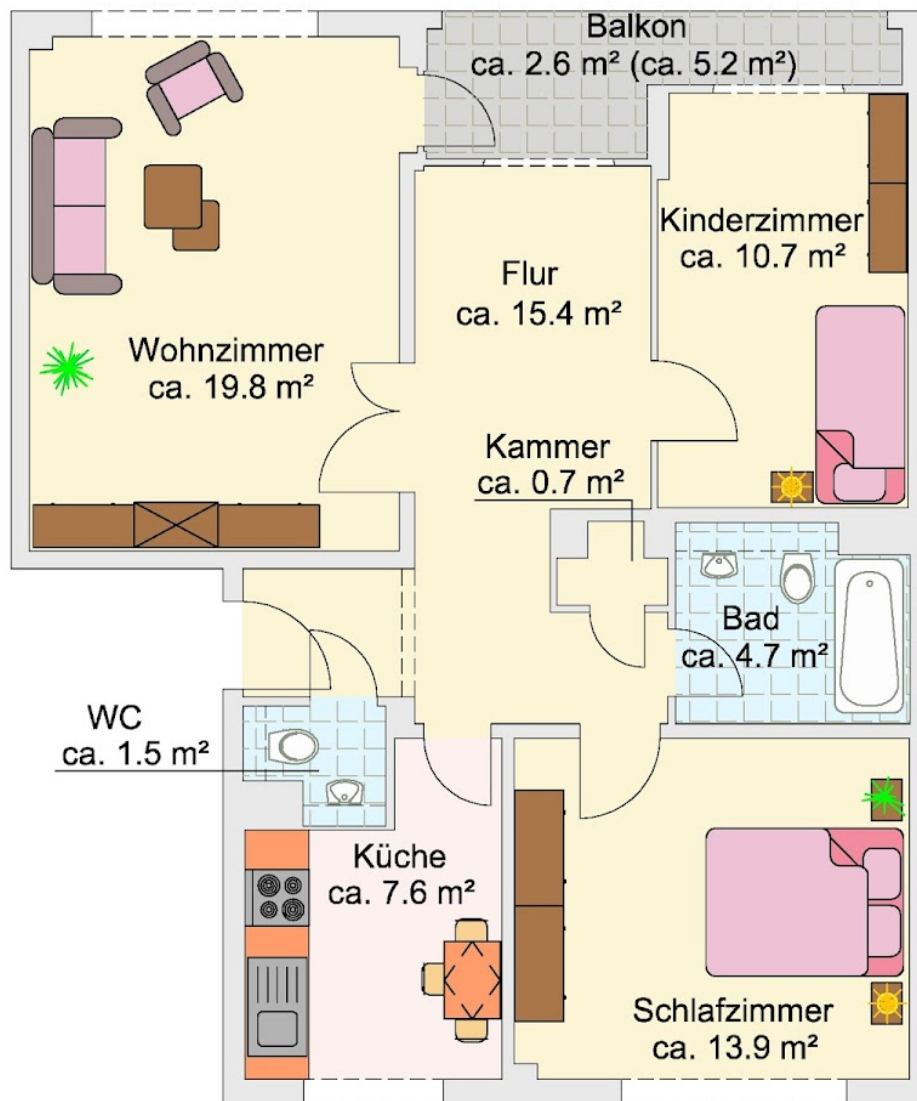 Balkon
ca. 2.6 m² (ca. 5.2 m²)
Kinderzimmer
ca. 10.7 m²
Flur
ca. 15.4 m²
Wohnzimmer
ca. 19.8 m²
Kammer
ca. 0.7 m²
Bad
ca. 4.7 m²
WC
ca. 1.5 m²
Küche
ca. 7.6 m²
Schlafzimmer
ca. 13.9 m²